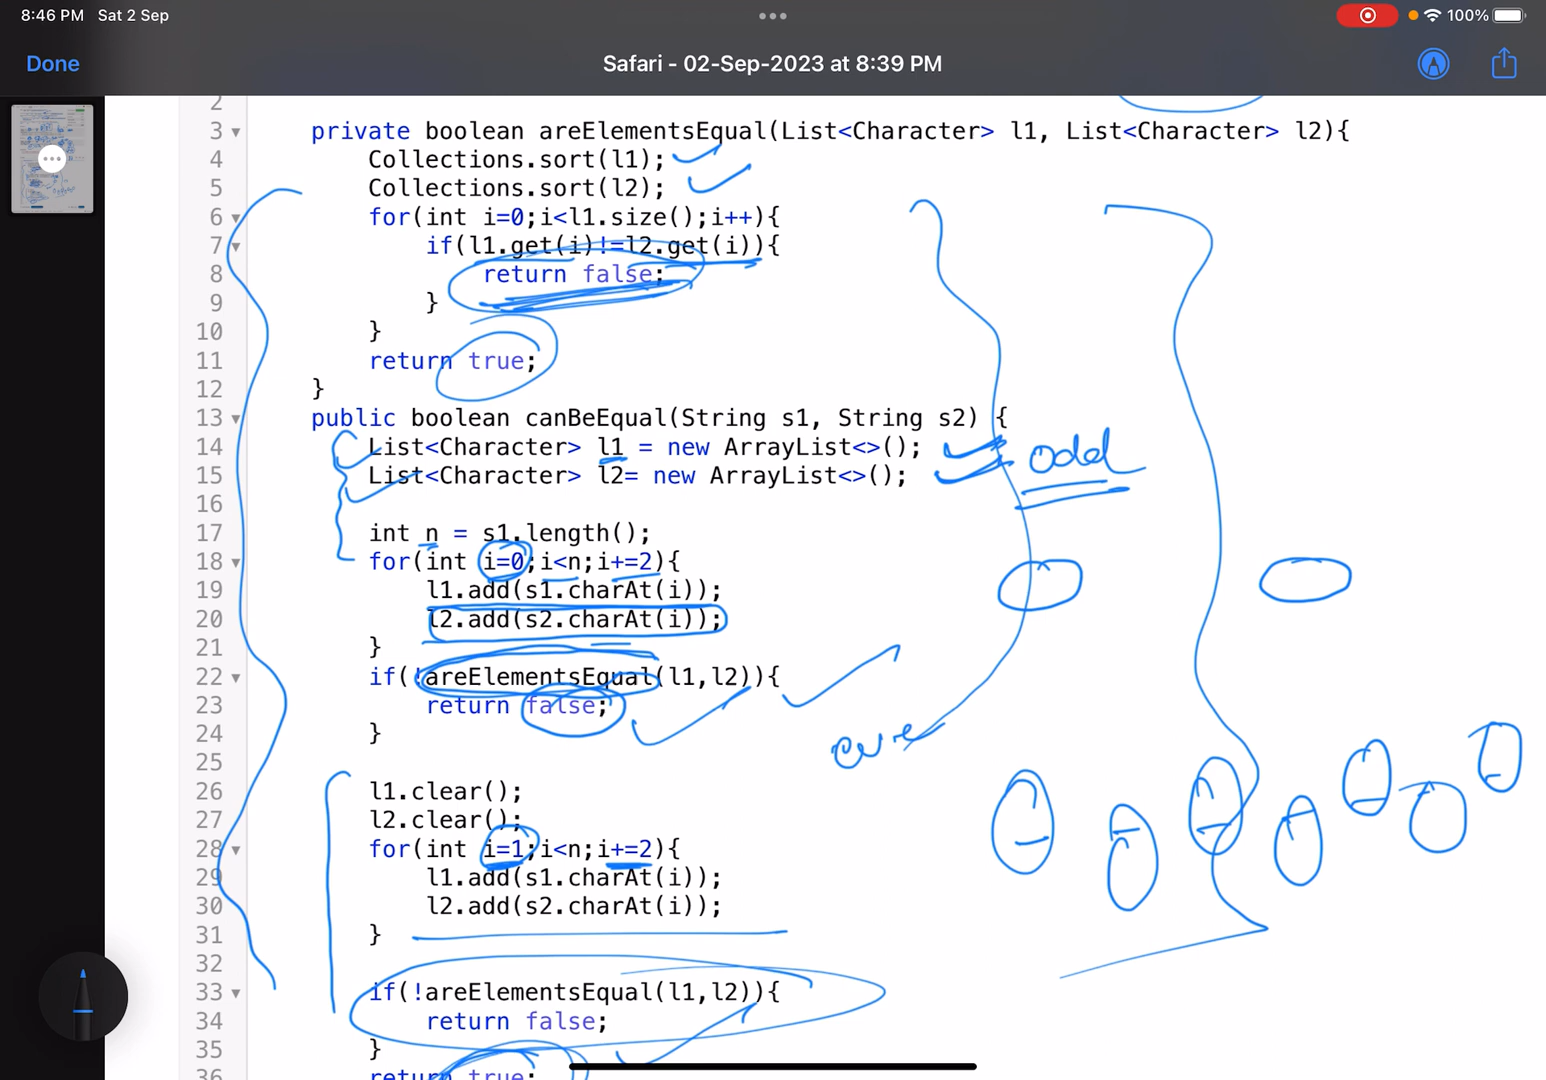 8:46 PM Sat 2 Sep
100%
Done
Safari - 02-Sep-2023 at 8:39 PM
2
3 private boolean areElementsEqual(List<Character> l1, List<Character> l2){
4 Collections.sort(l1);
5 Collections.sort(l2);
6 for(int i=0;i<l1.size();i++){
7 if(l1.get(i)!=l2.get(i)){
8 return false;
9 }
10 }
11 return true;
12 }
13 public boolean canBeEqual(String s1, String s2) {
14 List<Character> l1 = new ArrayList<>();
odd
15 List<Character> l2= new ArrayList<>();
16
17 int n = s1.length();
18 for(int i=0;i<n;i+=2){
19 l1.add(s1.charAt(i));
20 l2.add(s2.charAt(i));
21 }
22 if(!areElementsEqual(l1,l2)){
23 return false;
24 }
25
26 l1.clear();
27 l2.clear();
28 for(int i=1;i<n;i+=2){
29 l1.add(s1.charAt(i));
30 l2.add(s2.charAt(i));
31 }
32
33 if(!areElementsEqual(l1,l2)){
34 return false;
35 }
36 return true;